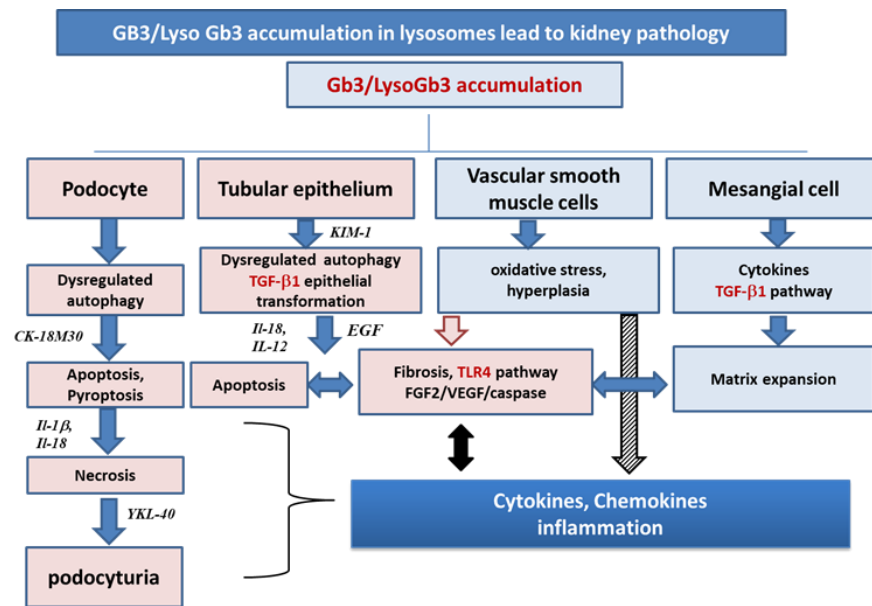 GB3/Lyso Gb3 accumulation in lysosomes lead to kidney pathology
Gb3/LysoGb3 accumulation
Podocyte
Tubular epithelium
Vascular smooth
muscle cells
Mesangial cell
KIM-1
Dysregulated
autophagy
Dysregulated autophagy
TGF-β1 epithelial
transformation
oxidative stress,
hyperplasia
Cytokines
TGF-β1 pathway
CK-18M30
Il-18,
IL-12
EGF
Apoptosis,
Pyroptosis
Apoptosis
Fibrosis, TLR4 pathway
FGF2/VEGF/caspase
Matrix expansion
Il-1β,
Il-18
Necrosis
YKL-40
Cytokines, Chemokines
inflammation
podocyturia